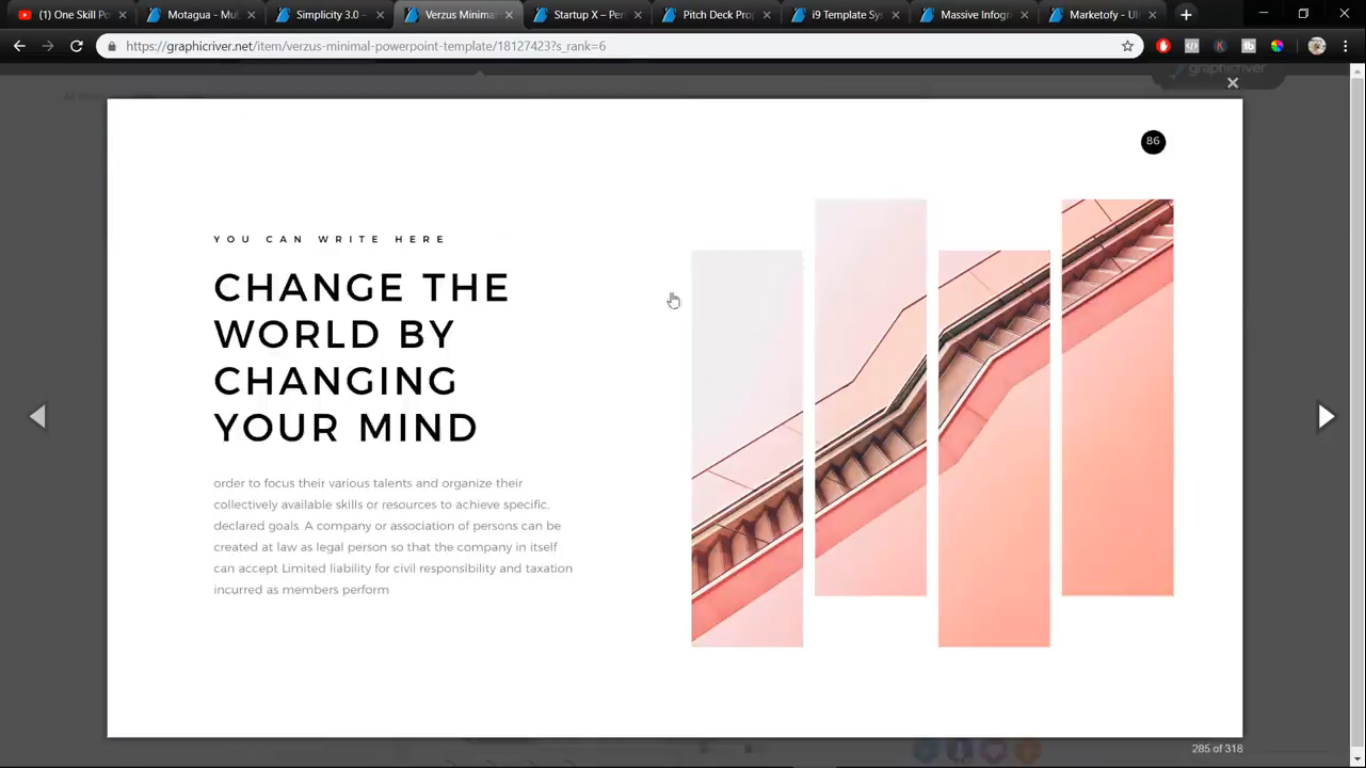 (1) One Skill Po
Motagua - Mul
Simplicity 3.0 -
Verzus Minimal
Startup X – Per
Pitch Deck Prop
i9 Template Sy
Massive Infogr
Marketofy - Ul
https://graphicriver.net/item/verzus-minimal-powerpoint-template/18127423?s_rank=6
graphicriver
86
YOU CAN WRITE HERE
CHANGE THE
WORLD BY
CHANGING
YOUR MIND
order to focus their various talents and organize their
collectively available skills or resources to achieve specific,
declared goals. A company or association of persons can be
created at law as legal person so that the company in itself
can accept Limited liability for civil responsibility and taxation
incurred as members perform
285 of 318